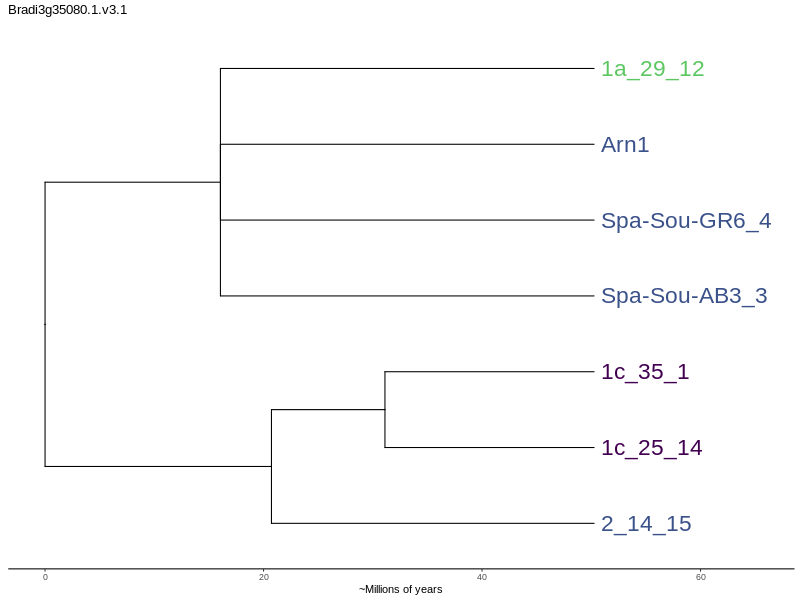 Bradi3g35080.1.v3.1
1a_29_12
Arn1
Spa-Sou-GR6_4
Spa-Sou-AB3_3
1c_35_1
1c_25_14
2_14_15
0 20 40 60
~Millions of years